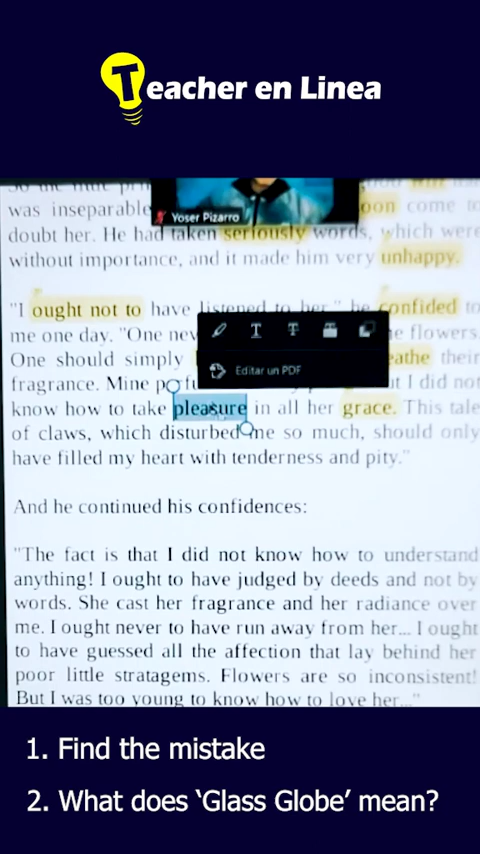 Teacher en Linea
was inseparable oon come to
Yoser Pizarro
doubt her. He had taken seriously words, which were
without importance, and it made him very unhappy.
"I ought not to have listened to her," he confided to
me one day. "One nev e flowers.
One should simply eathe their
fragrance. Mine t I did not
Editar un PDF
know how to take pleasure in all her grace. This tale
of claws, which disturbed me so much, should only
have filled my heart with tenderness and pity."
And he continued his confidences:
"The fact is that I did not know how to understand
anything! I ought to have judged by deeds and not by
words. She cast her fragrance and her radiance over
me. I ought never to have run away from her... I ought
to have guessed all the affection that lay behind her
poor little stratagems. Flowers are so inconsistent!
But I was too young to know how to love her..."
1. Find the mistake
2. What does ‘Glass Globe’ mean?